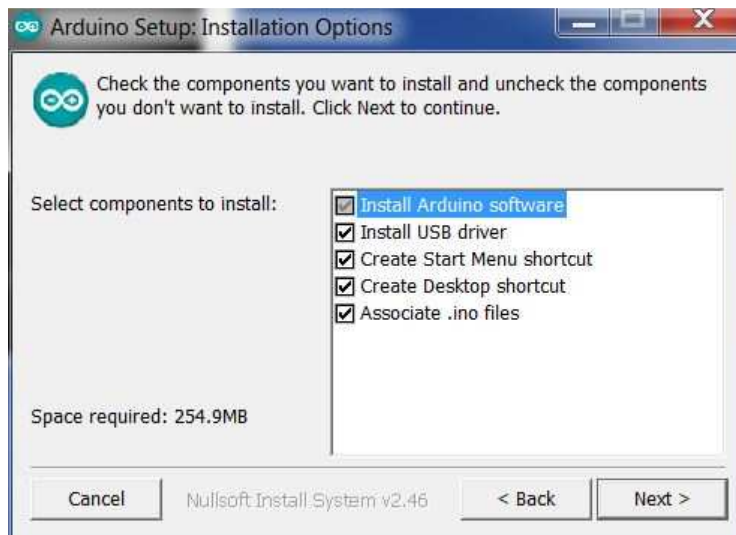 Arduino Setup: Installation Options
Check the components you want to install and uncheck the components
you don't want to install. Click Next to continue.
Select components to install:
Install Arduino software
Install USB driver
Create Start Menu shortcut
Create Desktop shortcut
Associate .ino files
Space required: 254.9MB
Cancel
Nullsoft Install System v2.46
< Back
Next >